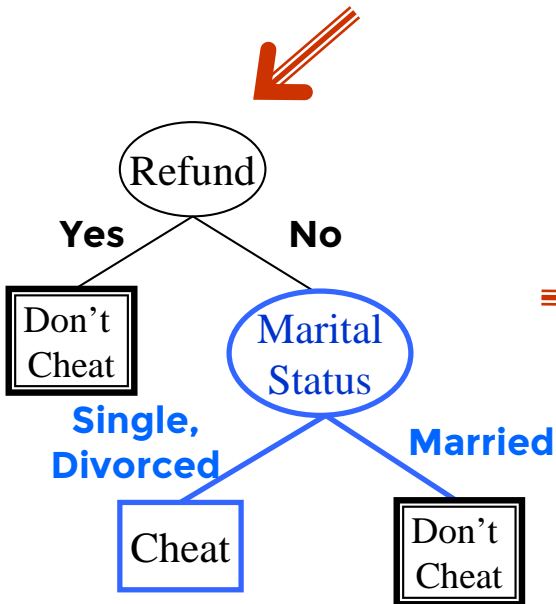 Refund
Yes
No
Don’t
Cheat
Marital
Status
Single,
Divorced
Married
Cheat
Don’t
Cheat